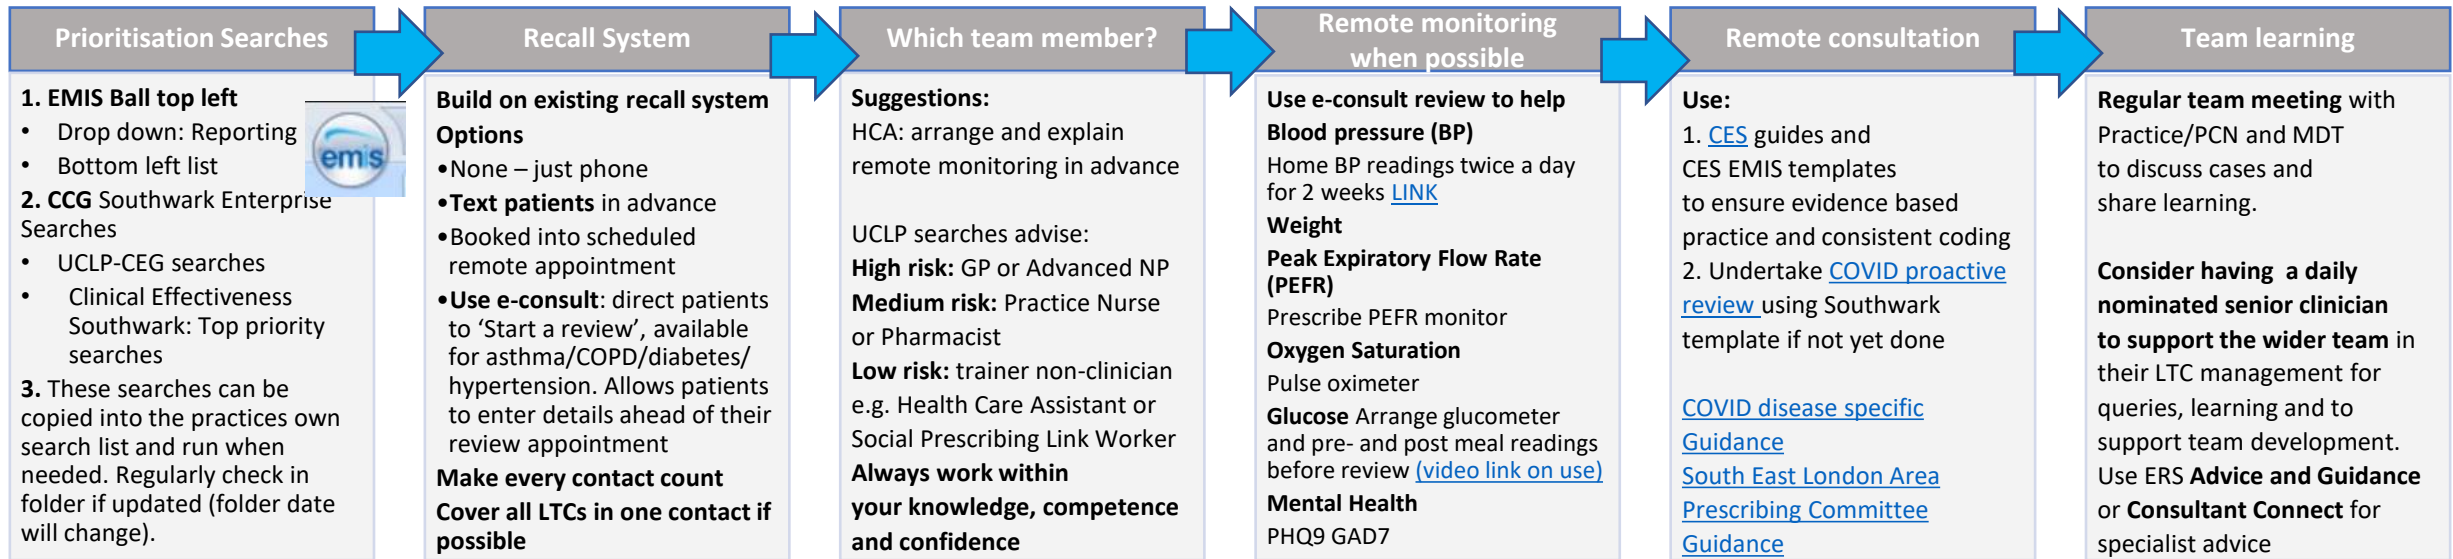 Prioritisation Searches
1. EMIS Ball top left
• Drop down: Reporting
• Bottom left list
emis
2. CCG Southwark Enterprise
Searches
• UCLP-CEG searches
• Clinical Effectiveness
Southwark: Top priority
searches
3. These searches can be
copied into the practices own
search list and run when
needed. Regularly check in
folder if updated (folder date
will change).
Recall System
Build on existing recall system
Options
•None – just phone
•Text patients in advance
•Booked into scheduled
remote appointment
•Use e-consult: direct patients
to ‘Start a review’, available
for asthma/COPD/diabetes/
hypertension. Allows patients
to enter details ahead of their
review appointment
Make every contact count
Cover all LTCs in one contact if
possible
Which team member?
Suggestions:
HCA: arrange and explain
remote monitoring in advance
UCLP searches advise:
High risk: GP or Advanced NP
Medium risk: Practice Nurse
or Pharmacist
Low risk: trainer non-clinician
e.g. Health Care Assistant or
Social Prescribing Link Worker
Always work within
your knowledge, competence
and confidence
Remote monitoring
when possible
Use e-consult review to help
Blood pressure (BP)
Home BP readings twice a day
for 2 weeks LINK
Weight
Peak Expiratory Flow Rate
(PEFR)
Prescribe PEFR monitor
Oxygen Saturation
Pulse oximeter
Glucose Arrange glucometer
and pre- and post meal readings
before review (video link on use)
Mental Health
PHQ9 GAD7
Remote consultation
Use:
1. CES guides and
CES EMIS templates
to ensure evidence based
practice and consistent coding
2. Undertake COVID proactive
review using Southwark
template if not yet done
COVID disease specific
Guidance
South East London Area
Prescribing Committee
Guidance
Team learning
Regular team meeting with
Practice/PCN and MDT
to discuss cases and
share learning.
Consider having a daily
nominated senior clinician
to support the wider team in
their LTC management for
queries, learning and to
support team development.
Use ERS Advice and Guidance
or Consultant Connect for
specialist advice